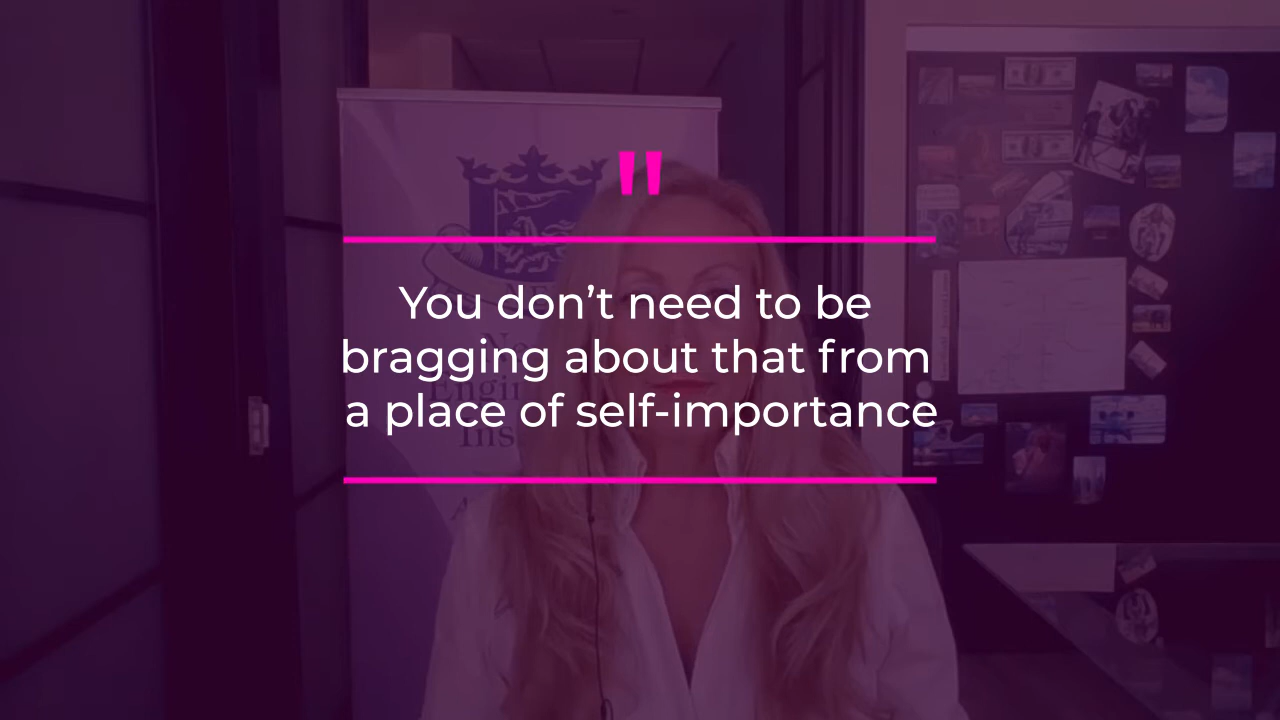 "
You don’t need to be
bragging about that from
a place of self-importance